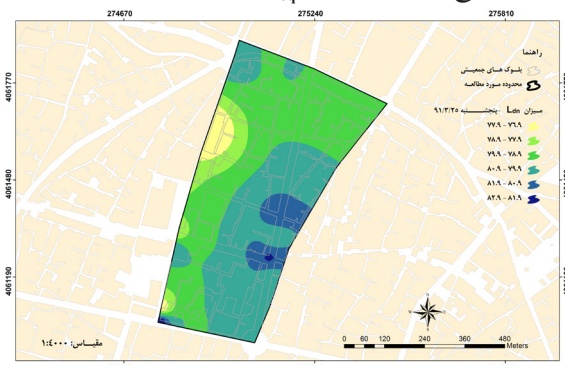 274670 275240 275810
4061770
4061480
4061190
راهنما
بلوک های جمعیتی
محدوده مورد مطالعه
میزان Ldn پنجشنبه ۹۱/۳/۲۵
۷۷.۹ - ۷۶.۹
۷۸.۹ - ۷۷.۹
۷۹.۹ - ۷۸.۹
۸۰.۹ - ۷۹.۹
۸۱.۹ - ۸۰.۹
۸۲.۹ - ۸۱.۹
مقیاس: ۱:٤٠٠٠
0 60 120 240 360 480
Meters